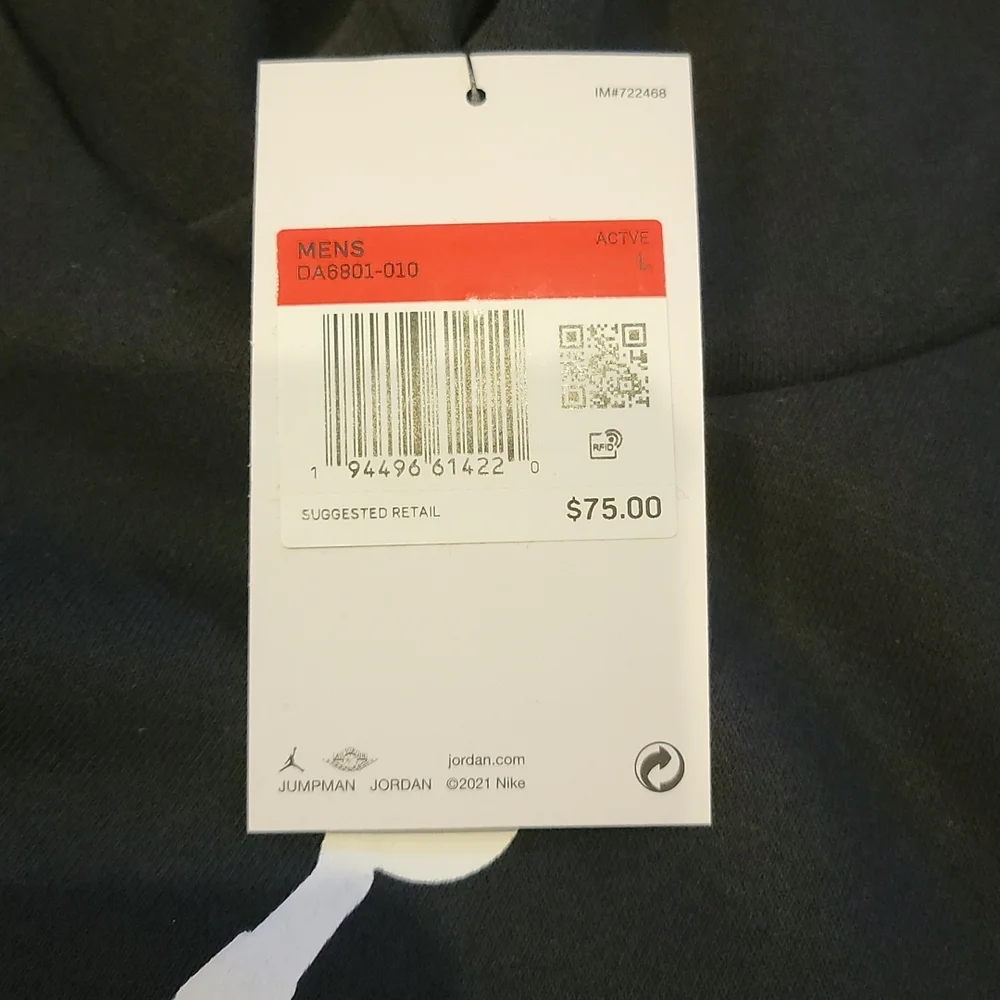 IM#722468
MENS
ACTVE
DA6801-010
L
RFID
1 94496 61422 0
SUGGESTED RETAIL
$75.00
jordan.com
JUMPMAN JORDAN ©2021 Nike